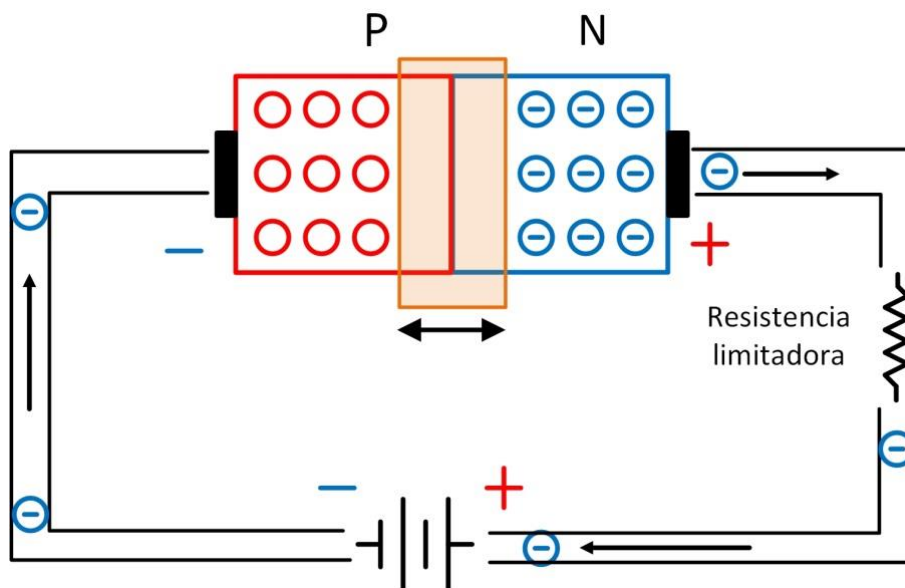 P
N
−
+
Resistencia
limitadora
−
+